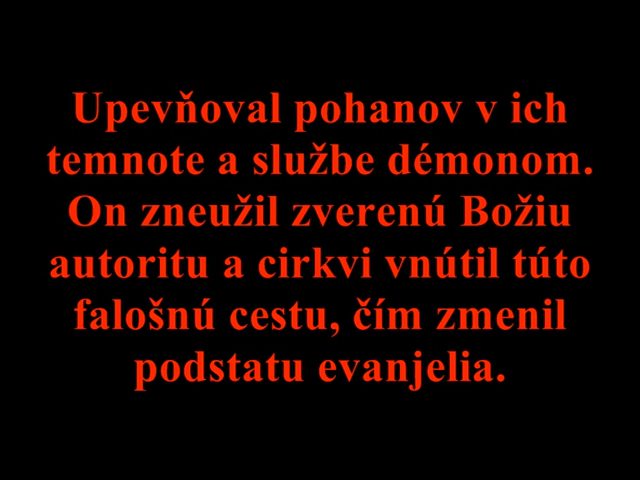 Upevňoval pohanov v ich
temnote a službe démonom.
On zneužil zverenú Božiu
autoritu a cirkvi vnútil túto
falošnú cestu, čím zmenil
podstatu evanjelia.